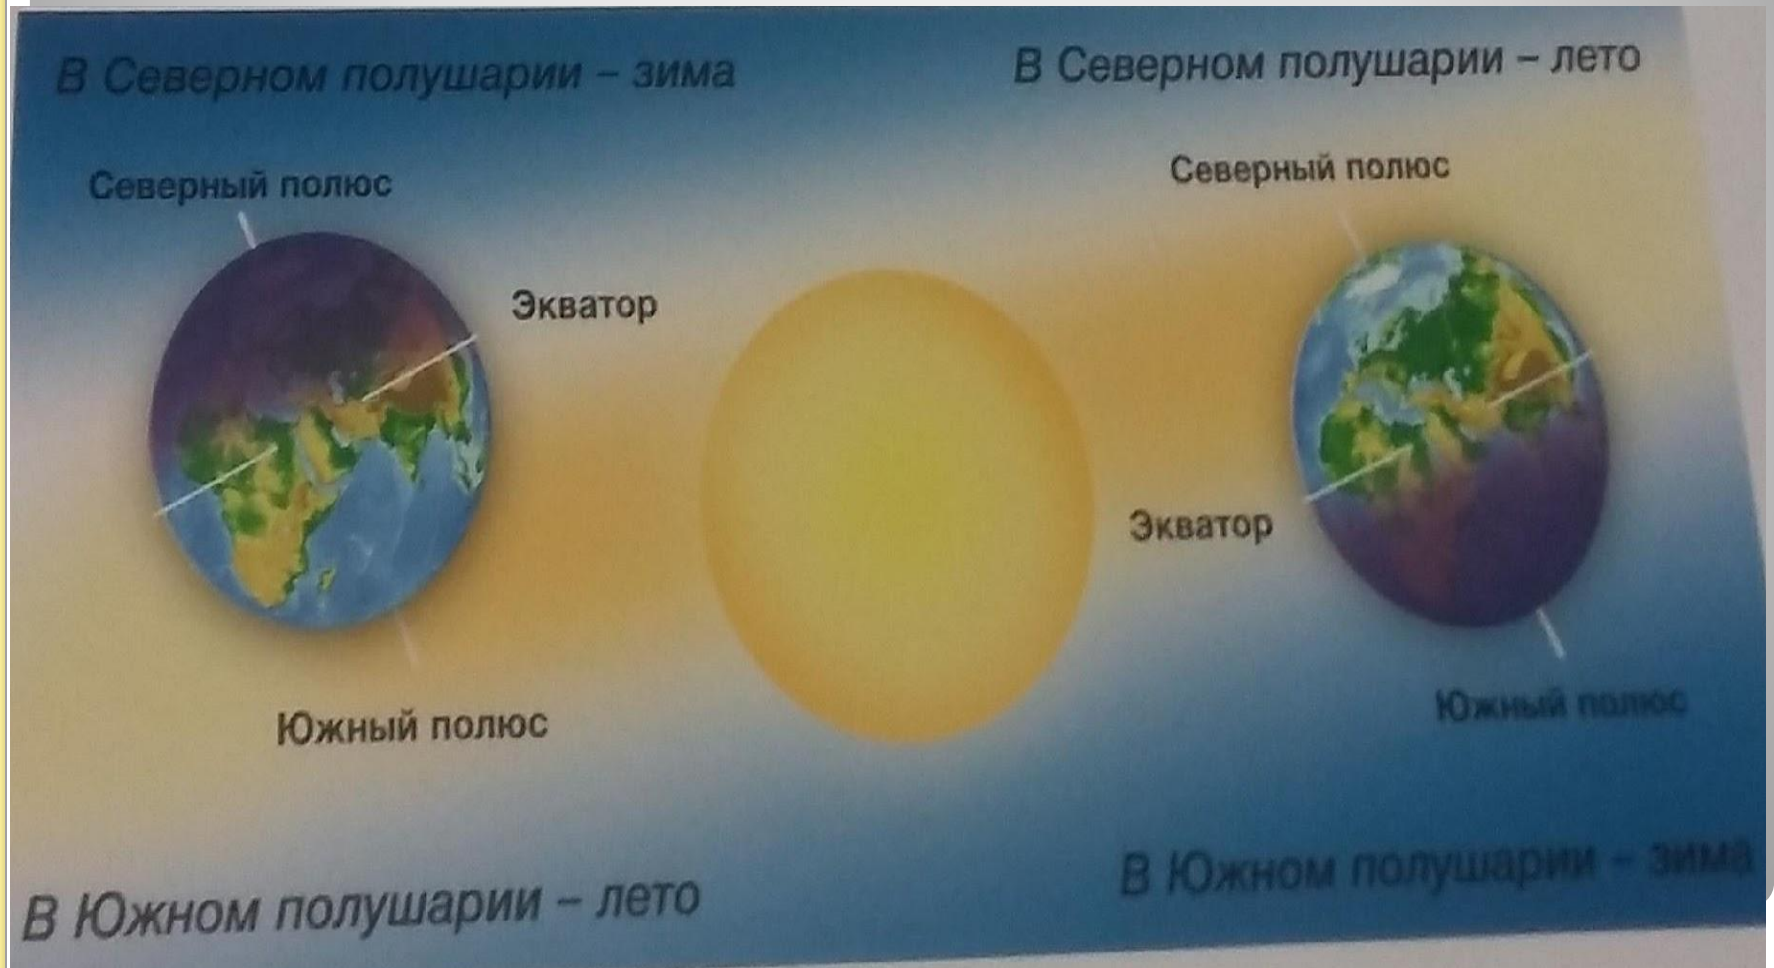 В Северном полушарии – зима
В Северном полушарии – лето
Северный полюс
Северный полюс
Экватор
Экватор
Южный полюс
Южный полюс
В Южном полушарии – лето
В Южном полушарии – зима